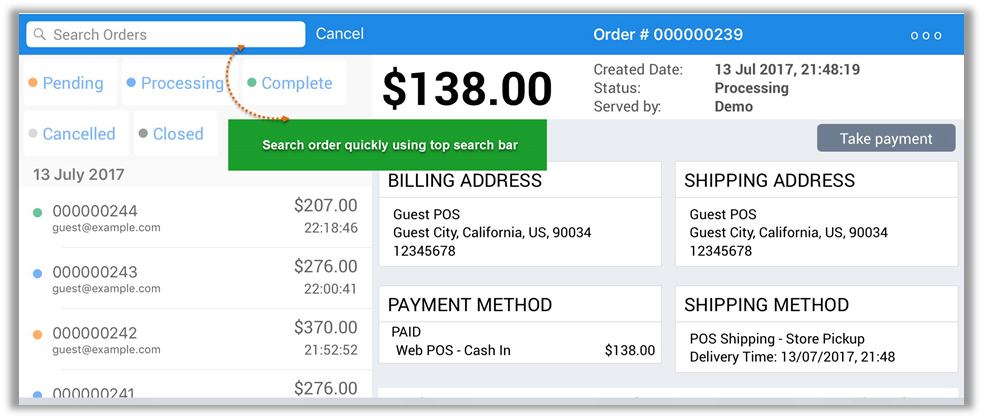 Search Orders
Cancel
Order # 000000239
o o o
Pending
Processing
Complete
Cancelled
Closed
Search order quickly using top search bar
13 July 2017
000000244
$207.00
guest@example.com
22:18:46
000000243
$276.00
guest@example.com
22:00:41
000000242
$370.00
guest@example.com
21:52:52
000000241
$276.00
$138.00
Created Date: 13 Jul 2017, 21:48:19
Status: Processing
Served by: Demo
Take payment
BILLING ADDRESS
Guest POS
Guest City, California, US, 90034
12345678
SHIPPING ADDRESS
Guest POS
Guest City, California, US, 90034
12345678
PAYMENT METHOD
PAID
Web POS - Cash In $138.00
SHIPPING METHOD
POS Shipping - Store Pickup
Delivery Time: 13/07/2017, 21:48